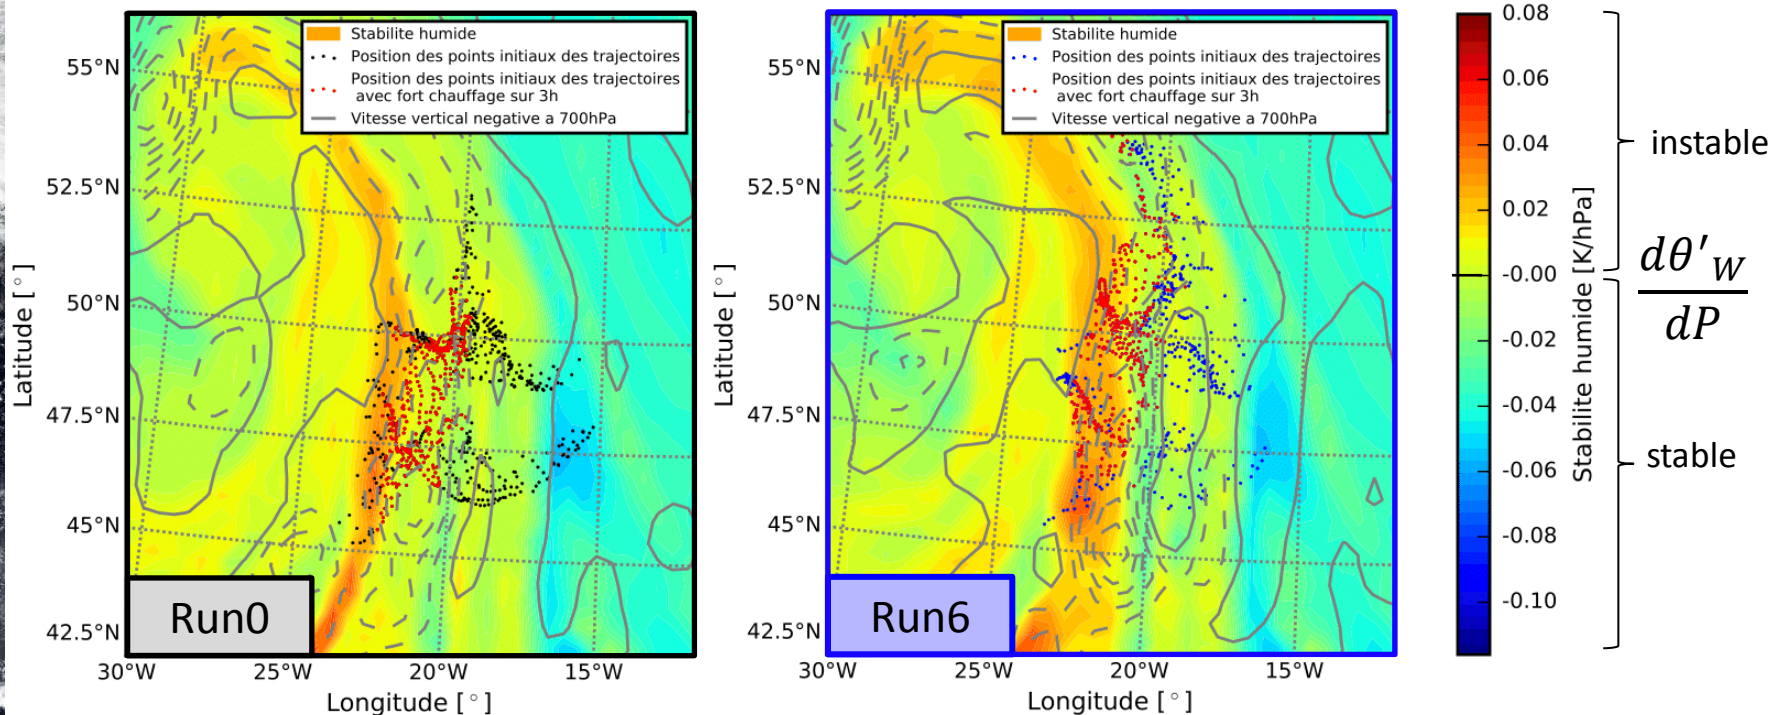 Stabilite humide
Position des points initiaux des trajectoires
Position des points initiaux des trajectoires
avec fort chauffage sur 3h
Vitesse vertical negative a 700hPa
55°N
52.5°N
50°N
47.5°N
45°N
42.5°N
Latitude [°]
30°W
25°W
20°W
15°W
Longitude [°]
Run0
Stabilite humide
Position des points initiaux des trajectoires
Position des points initiaux des trajectoires
avec fort chauffage sur 3h
Vitesse vertical negative a 700hPa
55°N
52.5°N
50°N
47.5°N
45°N
42.5°N
Latitude [°]
30°W
25°W
20°W
15°W
Longitude [°]
Run6
0.08
0.06
0.04
0.02
-0.00
-0.02
-0.04
-0.06
-0.08
-0.10
Stabilite humide [K/hPa]
instable
dθ'W
dP
stable